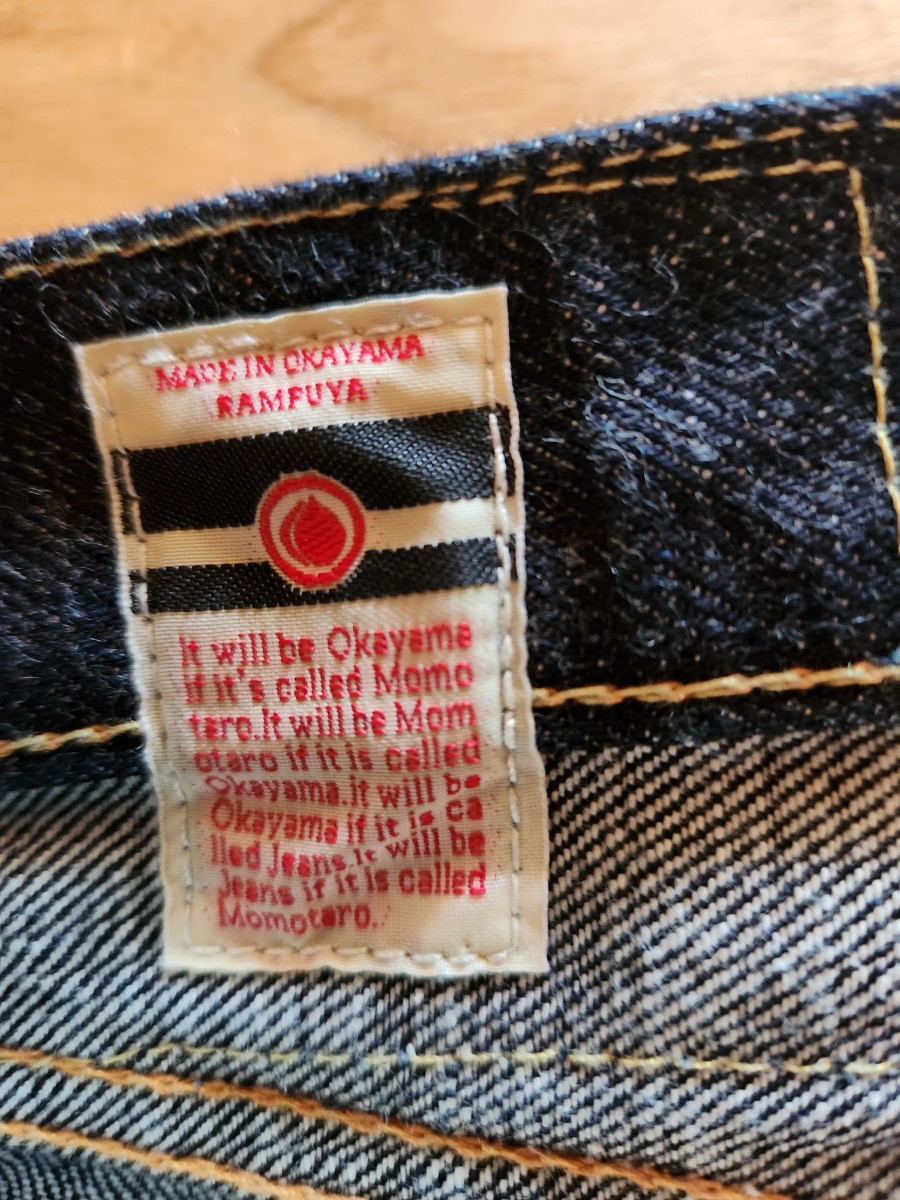 MADE IN OKAYAMA
RAMPUYA
It will be Okayama
if it's called Momo
taro.It will be Mom
otaro if it is called
Okayama.it will be
Okayama if it is ca
lled Jeans.It will be
Jeans if it is called
Momotaro.